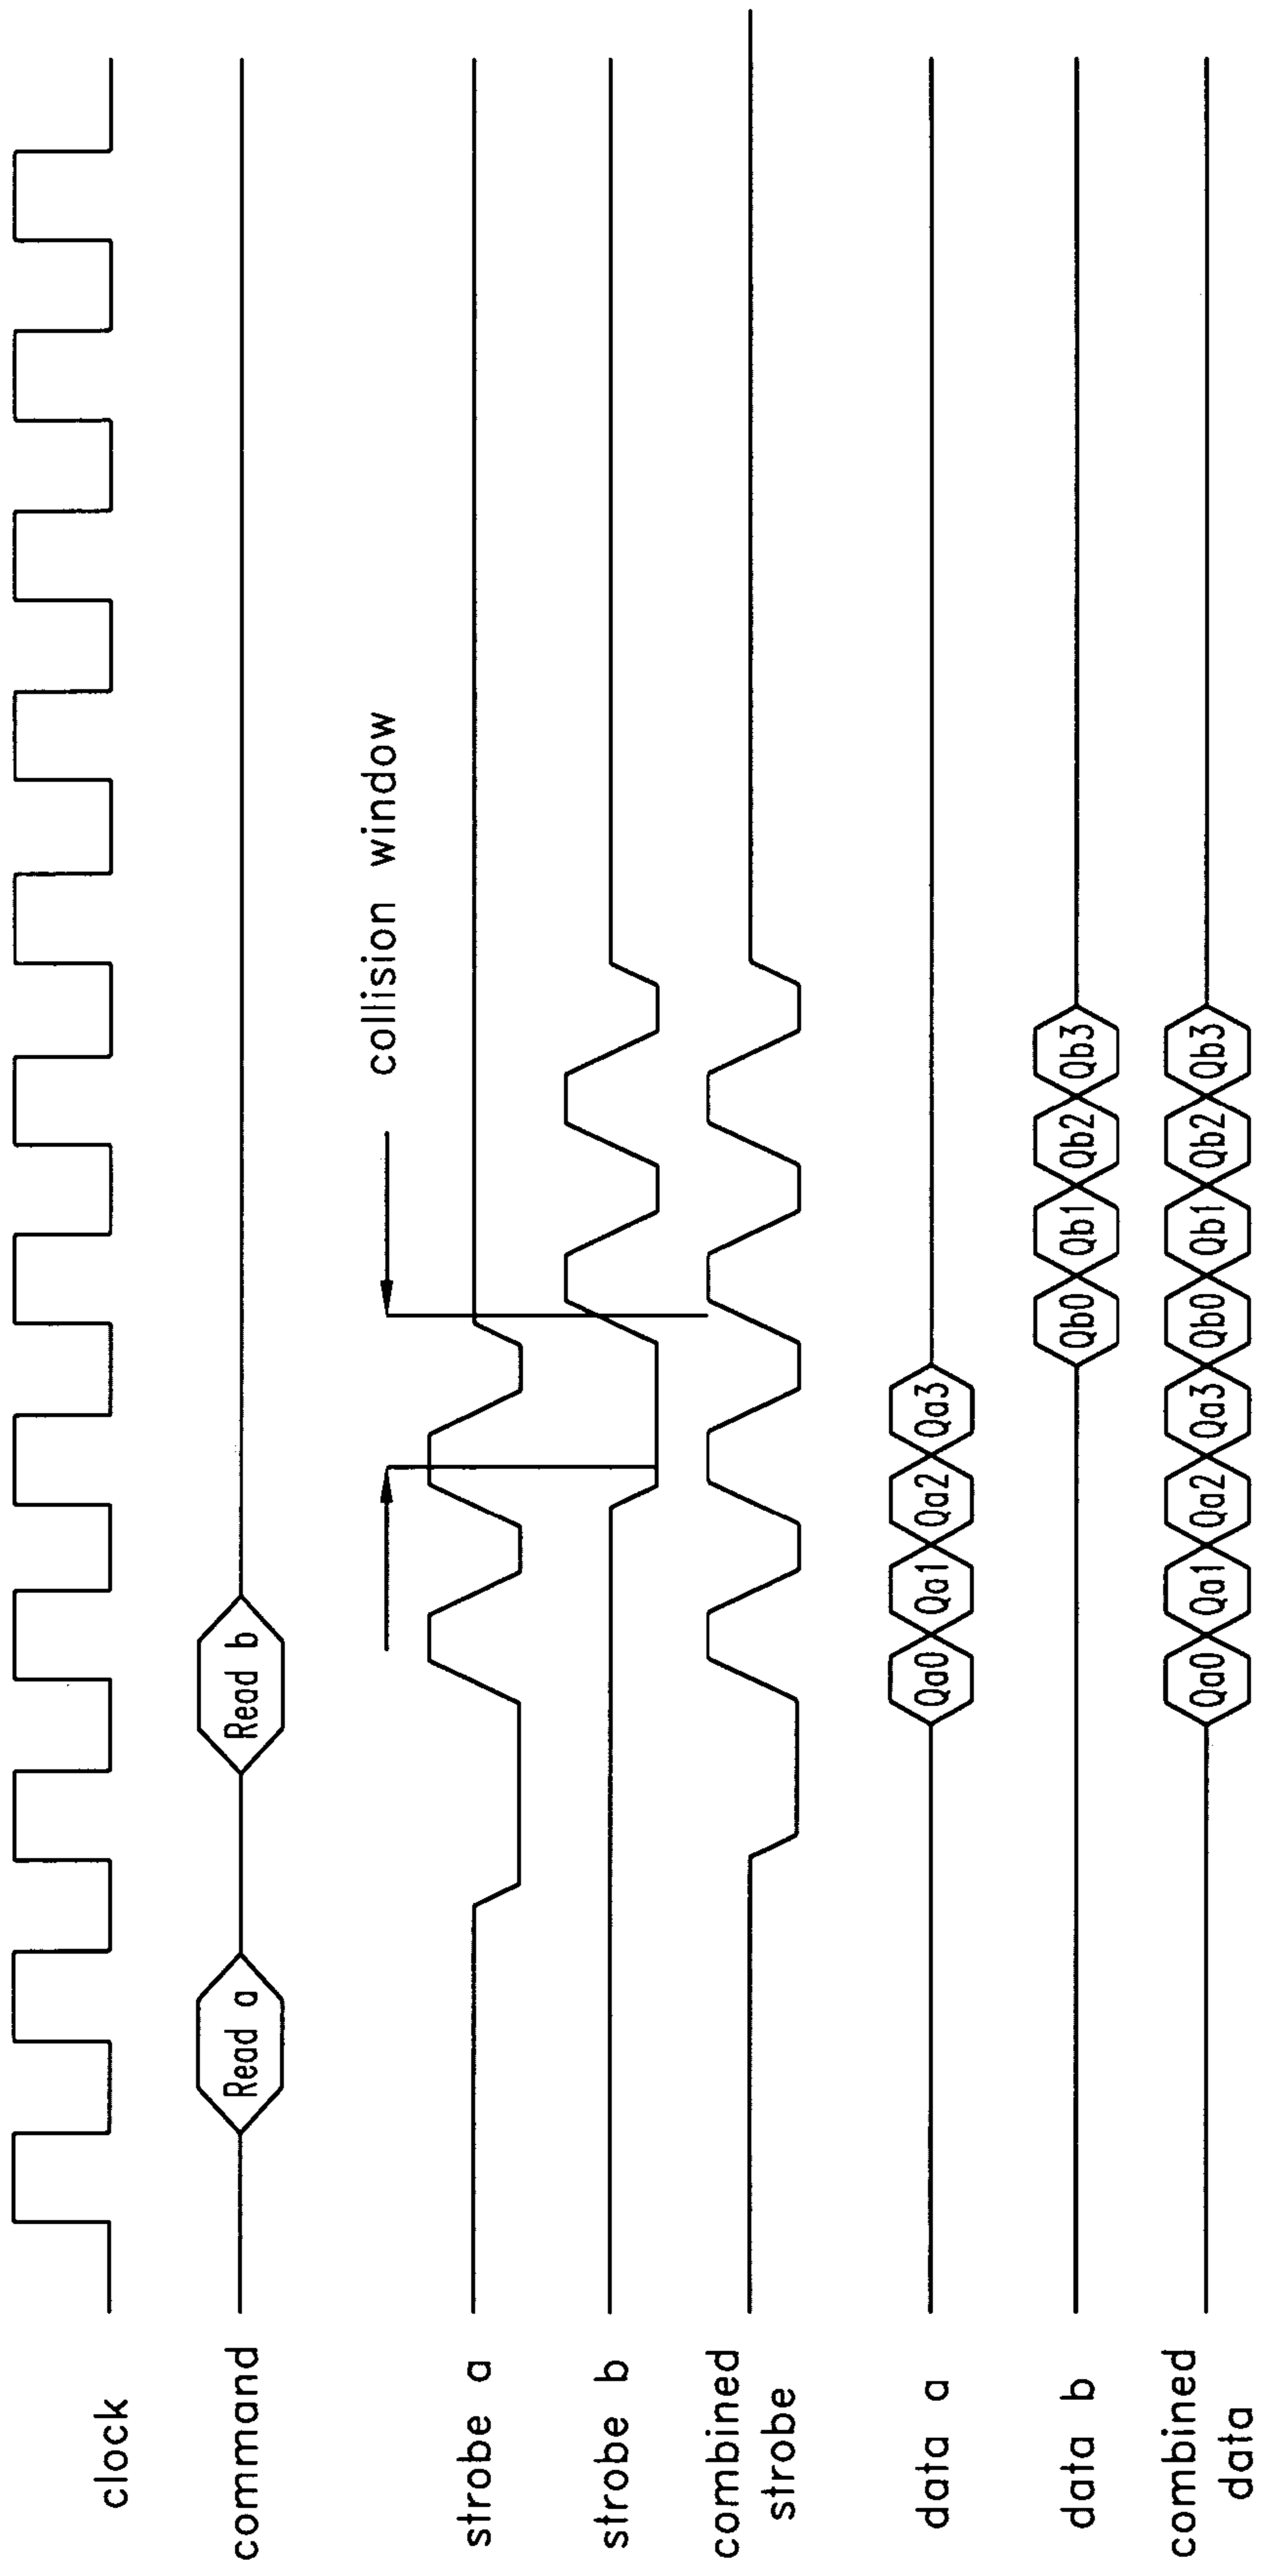 clock
command
Read a
Read b
collision window
strobe a
strobe b
combined
strobe
data a
Qa0 Qa1 Qa2 Qa3
data b
Qb0 Qb1 Qb2 Qb3
combined
data
Qa0 Qa1 Qa2 Qa3 Qb0 Qb1 Qb2 Qb3